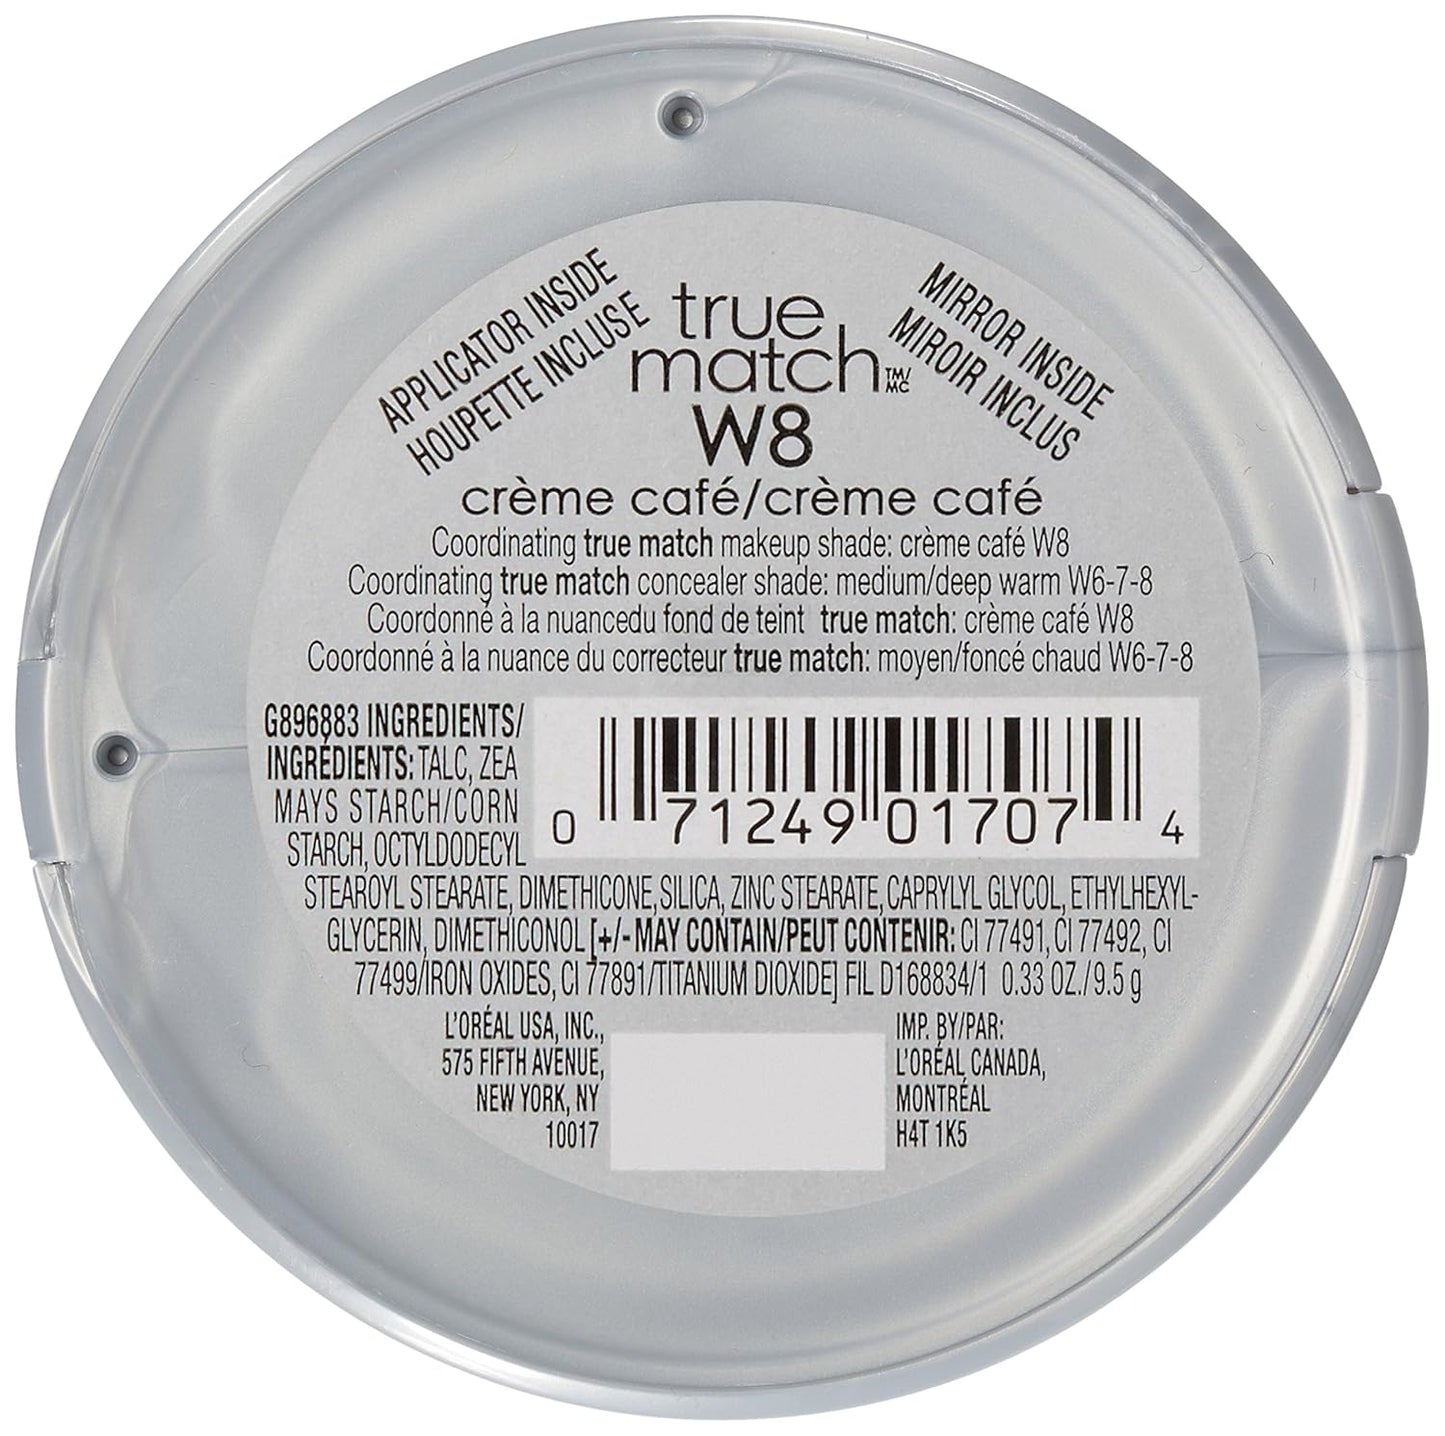 APPLICATOR INSIDE
HOUPETTE INCLUSE
true
match TM/MC
MIRROR INSIDE
MIROIR INCLUS
W8
crème café/crème café
Coordinating true match makeup shade: crème café W8
Coordinating true match concealer shade: medium/deep warm W6-7-8
Coordonné à la nuancedu fond de teint true match: crème café W8
Coordonné à la nuance du correcteur true match: moyen/foncé chaud W6-7-8
G896883 INGREDIENTS/
INGRÉDIENTS: TALC, ZEA
MAYS STARCH/CORN
STARCH, OCTYLDODECYL
0 71249 01707 4
STEAROYL STEARATE, DIMETHICONE, SILICA, ZINC STEARATE, CAPRYLYL GLYCOL, ETHYLHEXYL-
GLYCERIN, DIMETHICONOL [+/- MAY CONTAIN/PEUT CONTENIR: CI 77491, CI 77492, CI
77499/IRON OXIDES, CI 77891/TITANIUM DIOXIDE] FIL D168834/1 0.33 OZ./9.5 g
L'ORÉAL USA, INC.,
575 FIFTH AVENUE,
NEW YORK, NY
10017
IMP. BY/PAR:
L'ORÉAL CANADA,
MONTRÉAL
H4T 1K5